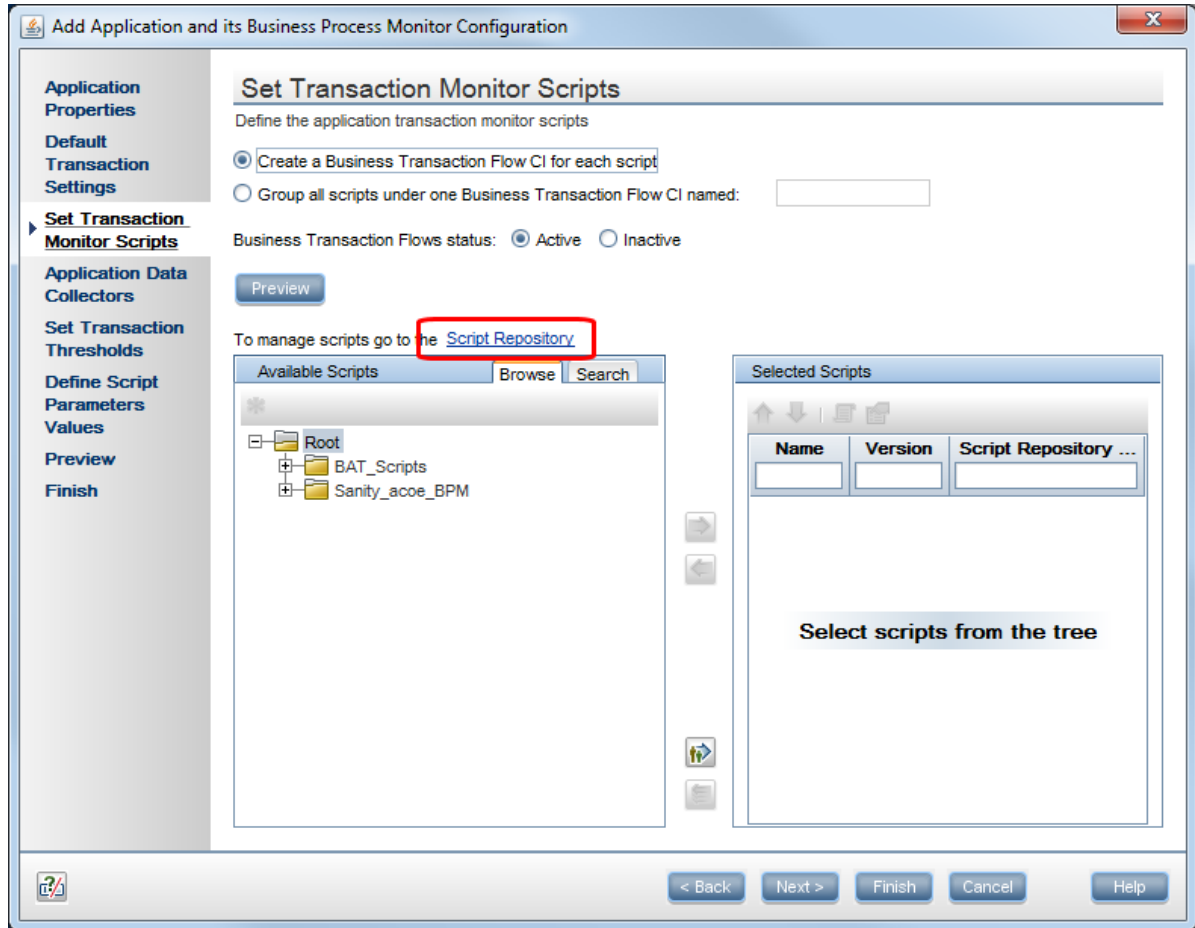 Add Application and its Business Process Monitor Configuration
Application
Properties
Default
Transaction
Settings
Set Transaction
Monitor Scripts
Application Data
Collectors
Set Transaction
Thresholds
Define Script
Parameters
Values
Preview
Finish
Set Transaction Monitor Scripts
Define the application transaction monitor scripts
Create a Business Transaction Flow CI for each script
Group all scripts under one Business Transaction Flow CI named:
Business Transaction Flows status: Active Inactive
Preview
To manage scripts go to the Script Repository
Available Scripts Browse Search
Root
BAT_Scripts
Sanity_acoe_BPM
Selected Scripts
Name Version Script Repository ...
Select scripts from the tree
< Back Next > Finish Cancel Help